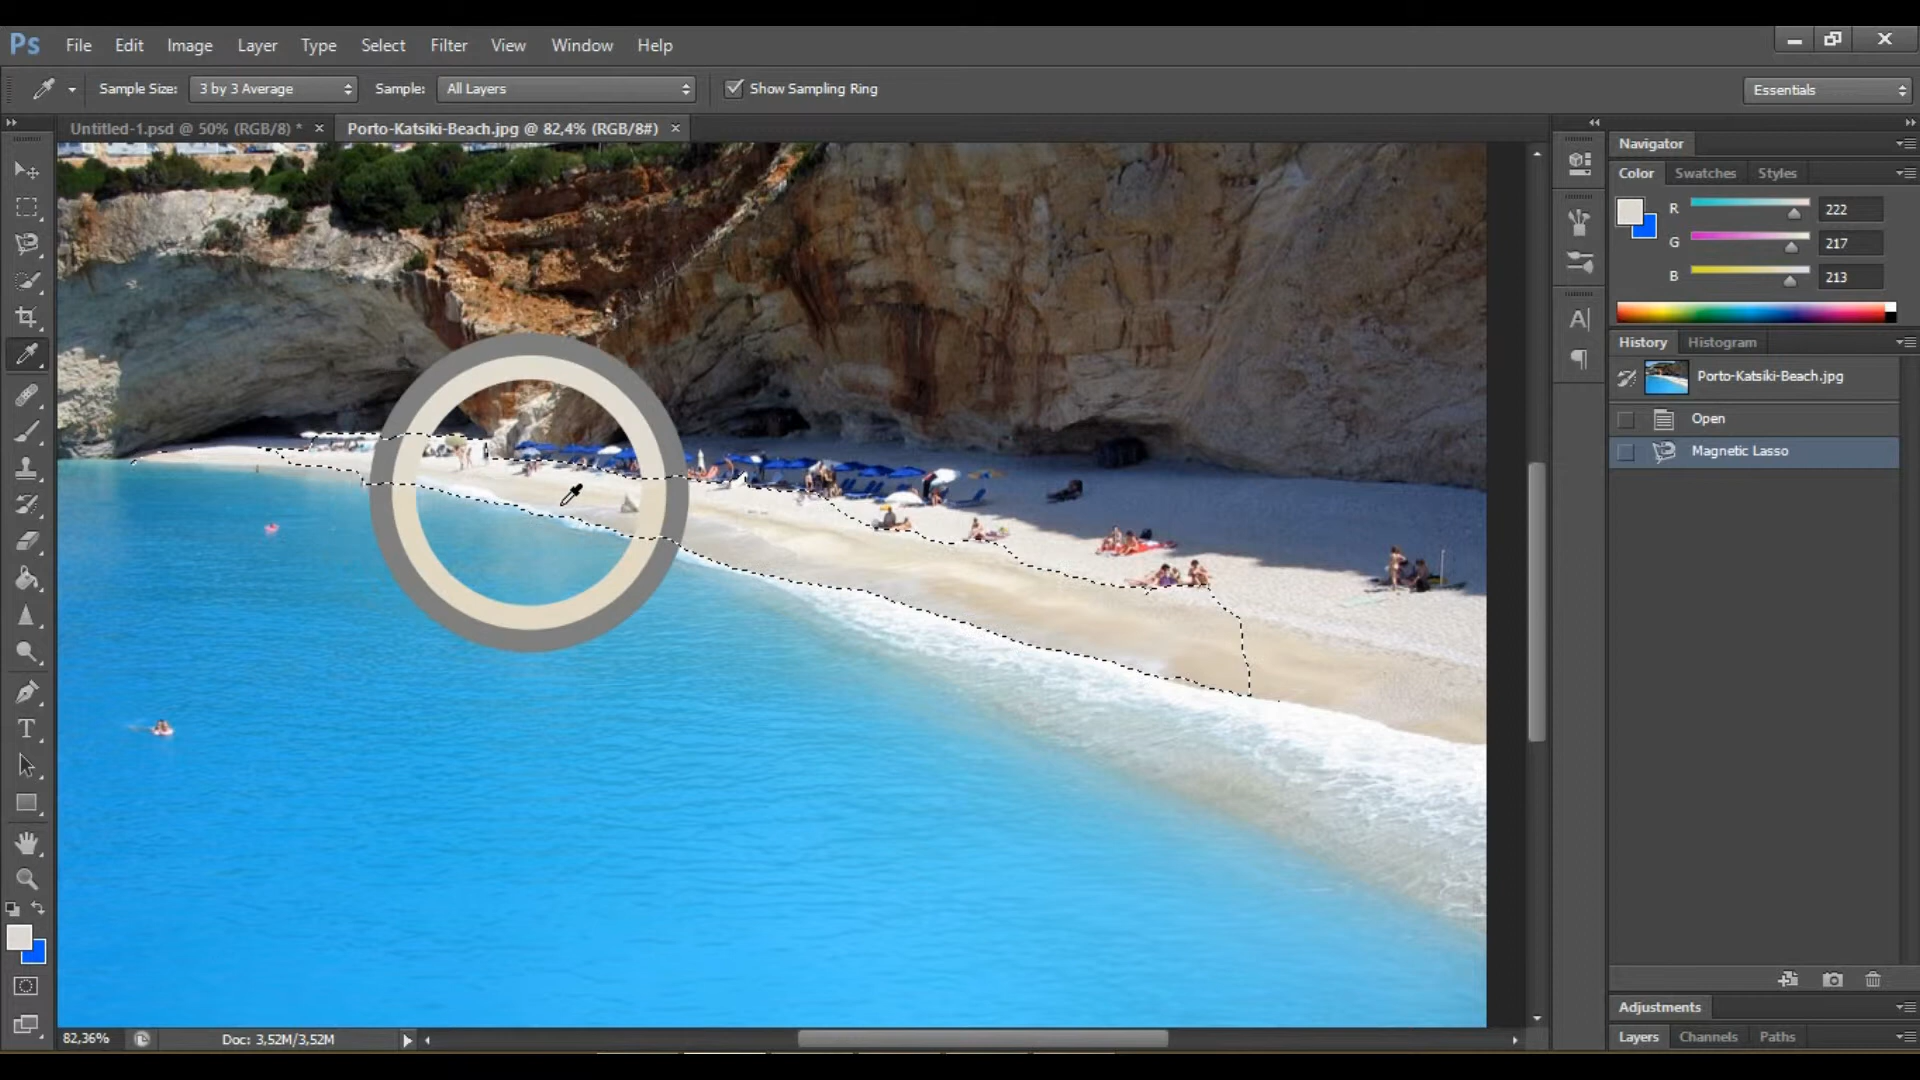 Ps File Edit Image Layer Type Select Filter View Window Help
Sample Size: 3 by 3 Average Sample: All Layers Show Sampling Ring Essentials
Untitled-1.psd @ 50% (RGB/8) * × Porto-Katsiki-Beach.jpg @ 82,4% (RGB/8#) ×
Navigator
Color Swatches Styles
R 222
G 217
B 213
History Histogram
Porto-Katsiki-Beach.jpg
Open
Magnetic Lasso
Adjustments
Layers Channels Paths
82,36% Doc: 3,52M/3,52M